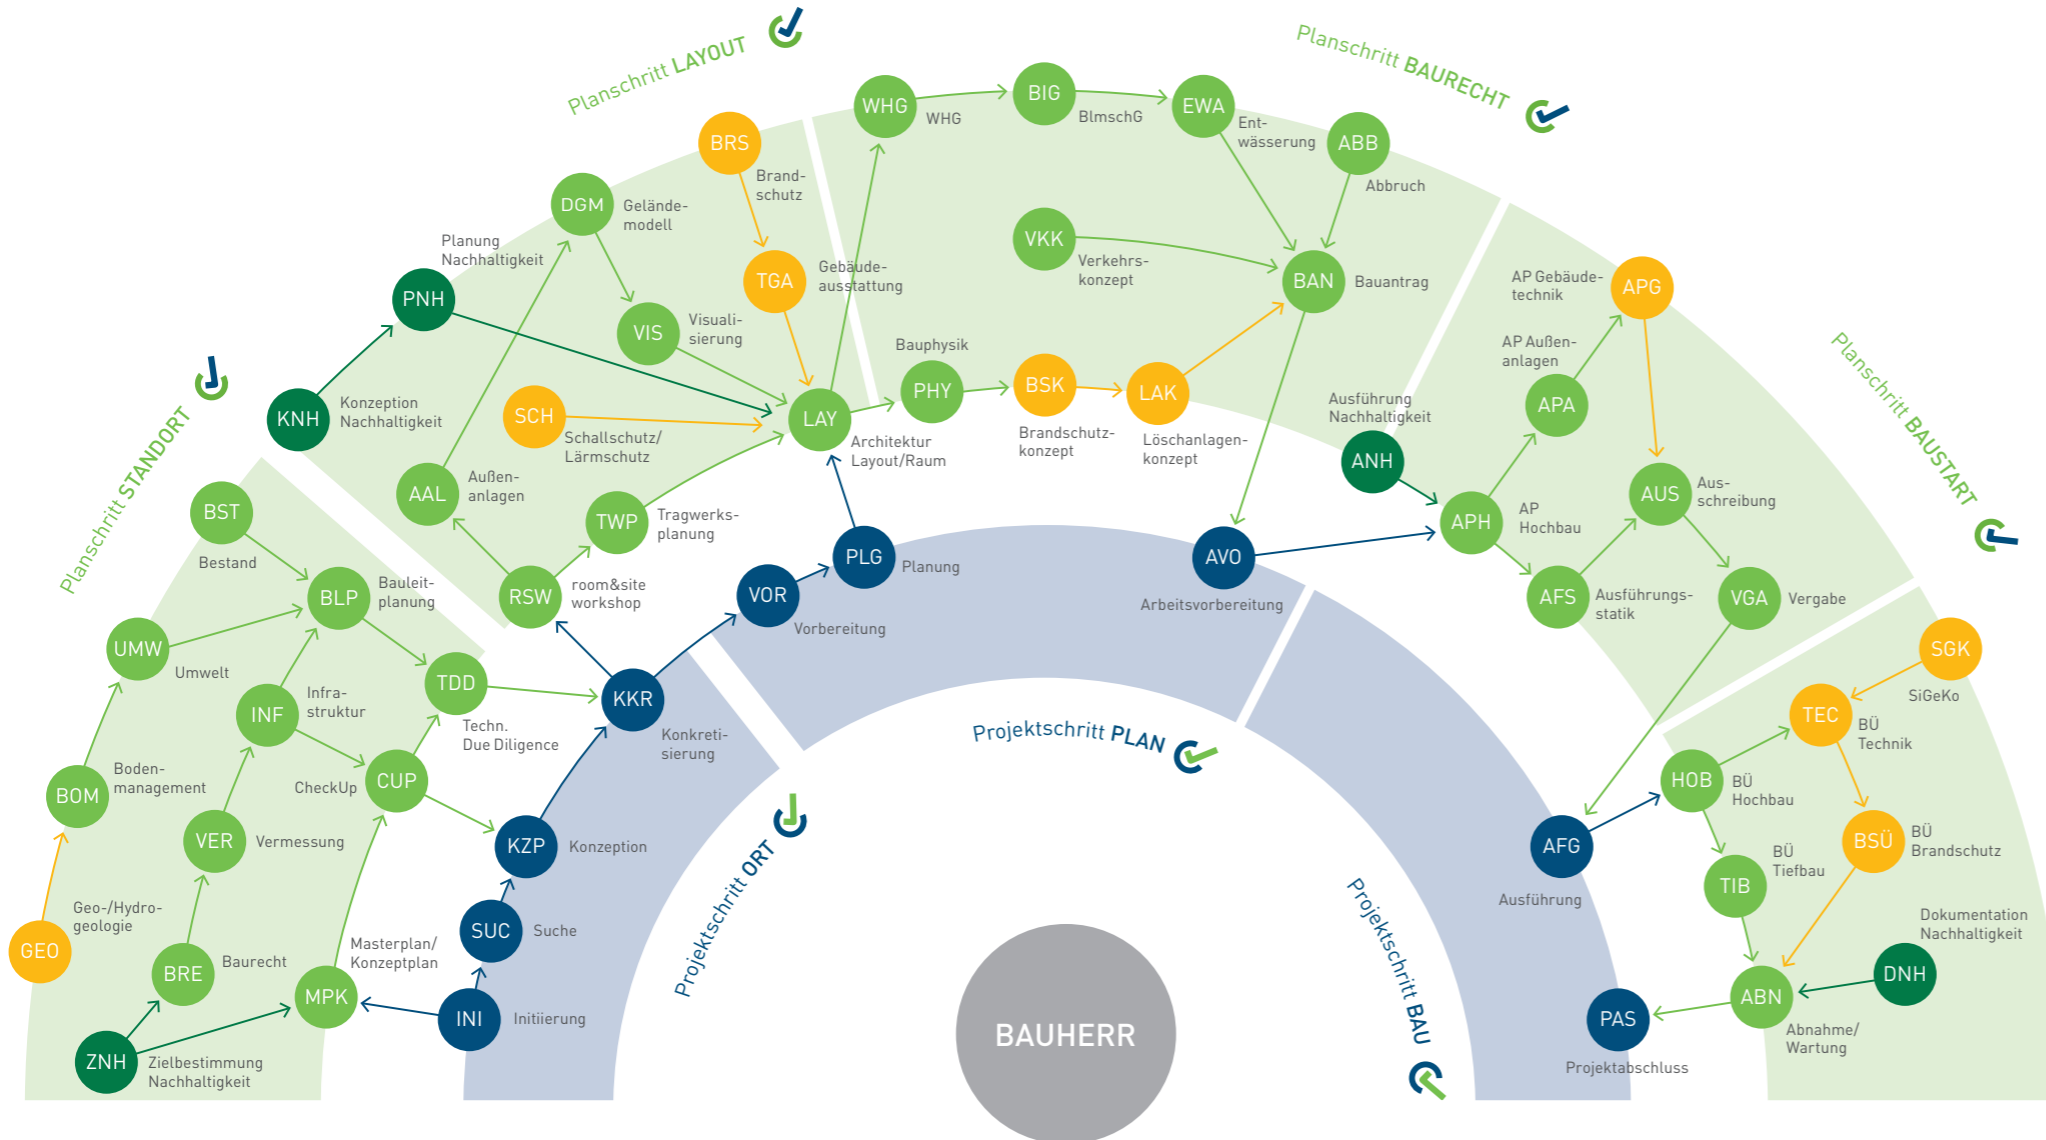 Planschritt STANDORT
Planschritt LAYOUT
Planschritt BAURECHT
Planschritt BAUSTART
BST
Bestand
BLP
Bauleit-
planung
UMW
Umwelt
TDD
Techn.
Due Diligence
INF
Infra-
struktur
BOM
Boden-
management
CUP
CheckUp
VER
Vermessung
GEO
Geo-/Hydro-
geologie
BRE
Baurecht
MPK
Masterplan/
Konzeptplan
ZNH
Zielbestimmung
Nachhaltigkeit
KNH
Konzeption
Nachhaltigkeit
PNH
Planung
Nachhaltigkeit
DGM
Gelände-
modell
BRS
Brand-
schutz
TGA
Gebäude-
ausstattung
VIS
Visuali-
sierung
SCH
Schallschutz/
Lärmschutz
AAL
Außen-
anlagen
TWP
Tragwerks-
planung
RSW
room&site
workshop
LAY
Architektur
Layout/Raum
WHG
WHG
BIG
BlmschG
EWA
Ent-
wässerung
ABB
Abbruch
VKK
Verkehrs-
konzept
BAN
Bauantrag
PHY
Bauphysik
BSK
Brandschutz-
konzept
LAK
Löschanlagen-
konzept
ANH
Ausführung
Nachhaltigkeit
APH
AP
Hochbau
APA
AP Außen-
anlagen
APG
AP Gebäude-
technik
AUS
Aus-
schreibung
AFS
Ausführungs-
statik
VGA
Vergabe
SGK
SiGeKo
TEC
BÜ
Technik
HOB
BÜ
Hochbau
BSÜ
BÜ
Brandschutz
TIB
BÜ
Tiefbau
DNH
Dokumentation
Nachhaltigkeit
ABN
Abnahme/
Wartung
INI
Initiierung
SUC
Suche
KZP
Konzeption
KKR
Konkreti-
sierung
VOR
Vorbereitung
PLG
Planung
AVO
Arbeitsvorbereitung
AFG
Ausführung
PAS
Projektabschluss
Projektschritt ORT
Projektschritt PLAN
Projektschritt BAU
BAUHERR